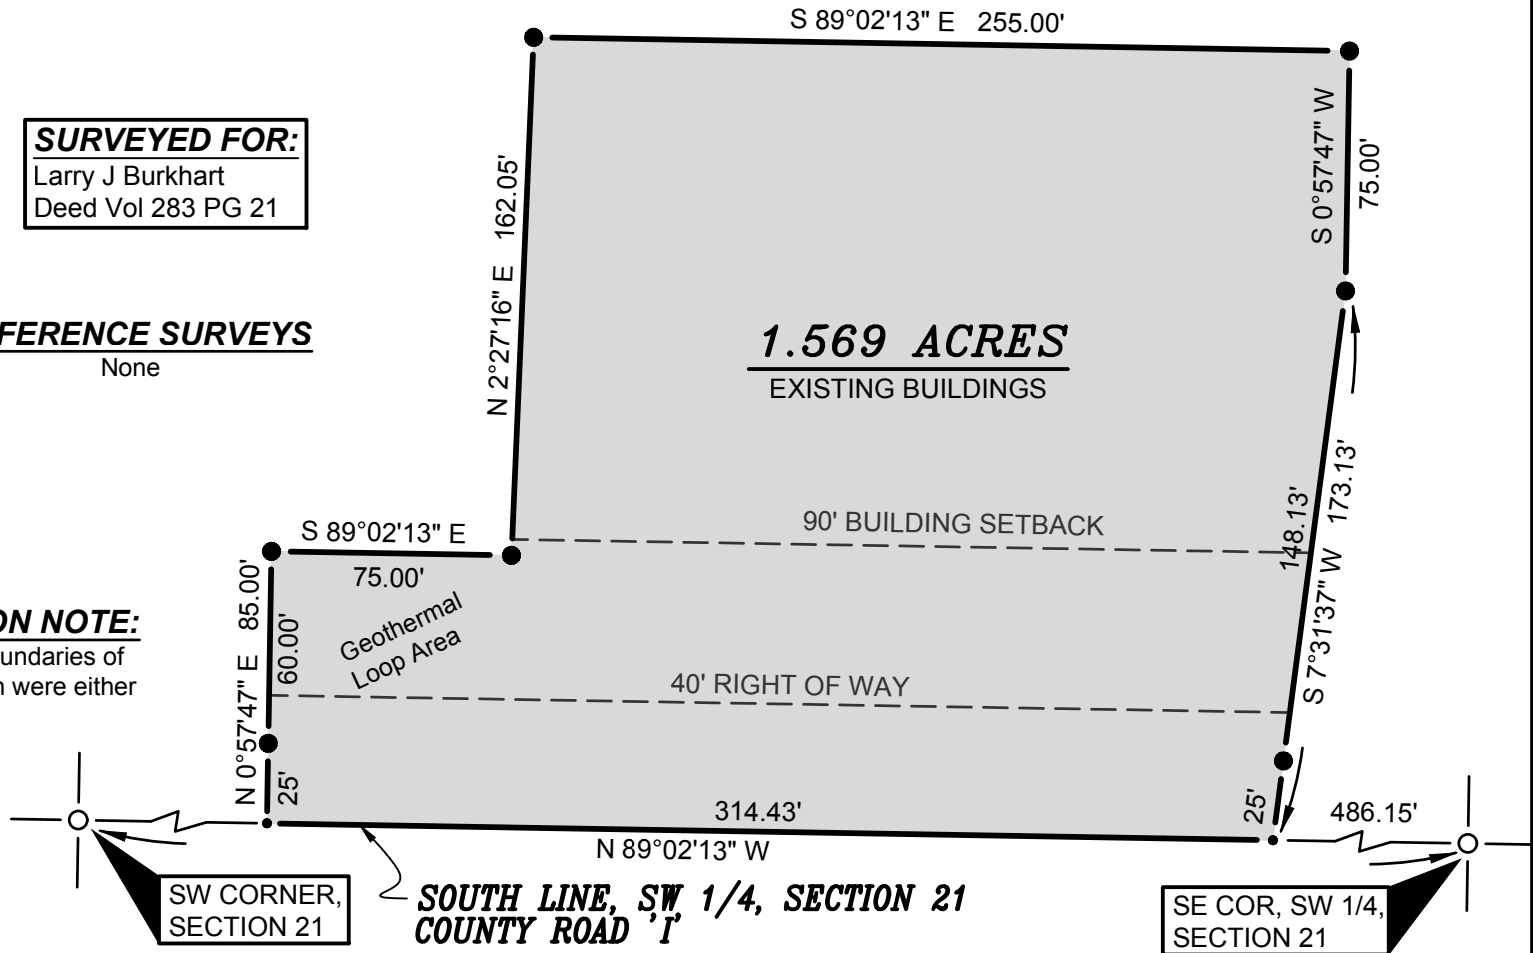 S 89°02'13" E 255.00'
SURVEYED FOR:
Larry J Burkhart
Deed Vol 283 PG 21
N 2°27'16" E 162.05'
S 0°57'47" W
75.00'
FERENCE SURVEYS
None
1.569 ACRES
EXISTING BUILDINGS
90' BUILDING SETBACK
148.13'
S 7°31'37" W 173.13'
S 89°02'13" E
75.00'
N 0°57'47" E 85.00'
60.00'
Geothermal
Loop Area
ON NOTE:
undaries of
were either
40' RIGHT OF WAY
25'
314.43'
25'
486.15'
N 89°02'13" W
SW CORNER,
SECTION 21
SOUTH LINE, SW 1/4, SECTION 21
COUNTY ROAD 'I'
SE COR, SW 1/4,
SECTION 21